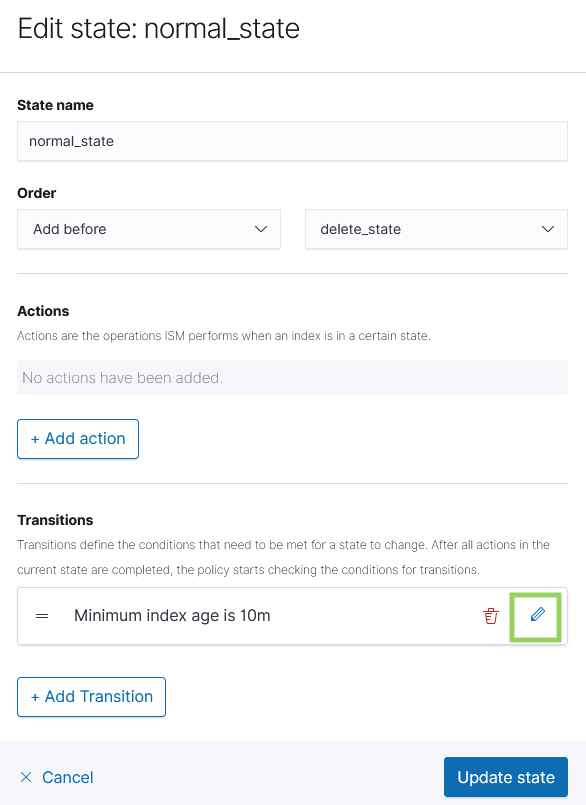 Edit state: normal_state
State name
normal_state
Order
Add before
delete_state
Actions
Actions are the operations ISM performs when an index is in a certain state.
No actions have been added.
+ Add action
Transitions
Transitions define the conditions that need to be met for a state to change. After all actions in the
current state are completed, the policy starts checking the conditions for transitions.
Minimum index age is 10m
+ Add Transition
Cancel
Update state